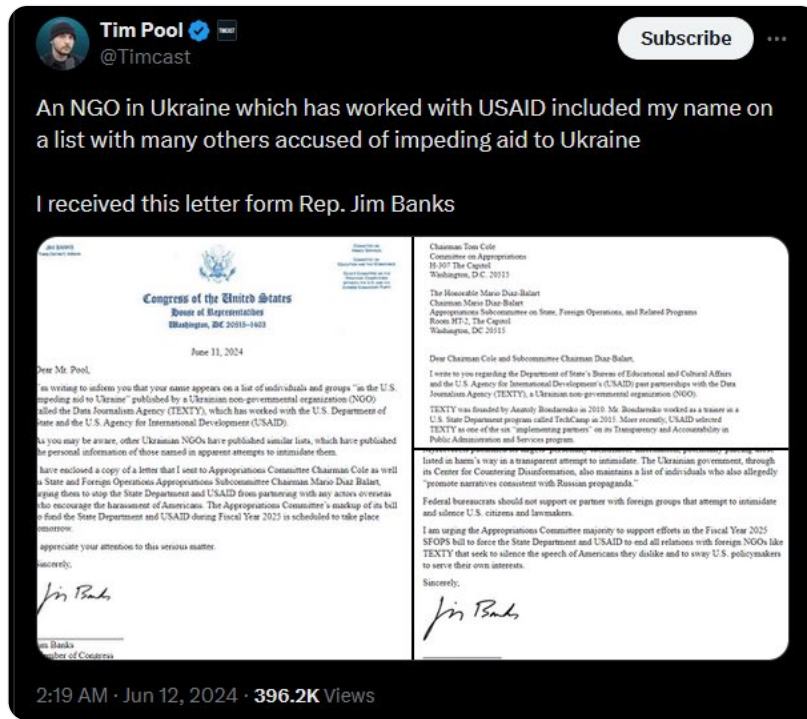 Tim Pool
@Timcast
Subscribe
An NGO in Ukraine which has worked with USAID included my name on
a list with many others accused of impeding aid to Ukraine
I received this letter form Rep. Jim Banks
Congress of the United States
House of Representatives
Washington, DC 20515-1403
June 11, 2024
Dear Mr. Pool,
I'm writing to inform you that your name appears on a list of individuals and groups "in the U.S.
impeding aid to Ukraine" published by a Ukrainian non-governmental organization (NGO)
called the Data Journalism Agency (TEXTY), which has worked with the U.S. Department of
State and the U.S. Agency for International Development (USAID).
As you may be aware, other Ukrainian NGOs have published similar lists, which have published
the personal information of those named in apparent attempts to intimidate them.
I have enclosed a copy of a letter that I sent to Appropriations Committee Chairman Cole as well
as State and Foreign Operations Appropriations Subcommittee Chairman Mario Diaz Balart,
urging them to stop the State Department and USAID from partnering with any actors overseas
who encourage the harassment of Americans. The Appropriations Committee's markup of its bill
to fund the State Department and USAID during Fiscal Year 2025 is scheduled to take place
tomorrow.
I appreciate your attention to this serious matter.
Sincerely,
Jim Banks
Jim Banks
Member of Congress
Chairman Tom Cole
Committee on Appropriations
H-307 The Capitol
Washington, D.C. 20515
The Honorable Mario Diaz-Balart
Chairman Mario Diaz-Balart
Appropriations Subcommittee on State, Foreign Operations, and Related Programs
Room HT-2, The Capitol
Washington, DC 20515
Dear Chairman Cole and Subcommittee Chairman Diaz-Balart,
I write to you regarding the Department of State's Bureau of Educational and Cultural Affairs
and the U.S. Agency for International Development's (USAID) past partnerships with the Data
Journalism Agency (TEXTY), a Ukrainian non-governmental organization (NGO).
TEXTY was founded by Anatoly Bondarenko in 2010. Mr. Bondarenko worked as a trainer in a
U.S. State Department program called TechCamp in 2015. More recently, USAID selected
TEXTY as one of the six "implementing partners" on its Transparency and Accountability in
Public Administration and Services program.
listed in harm's way in a transparent attempt to intimidate. The Ukrainian government, through
its Center for Countering Disinformation, also maintains a list of individuals who also allegedly
"promote narratives consistent with Russian propaganda."
Federal bureaucrats should not support or partner with foreign groups that attempt to intimidate
and silence U.S. citizens and lawmakers.
I am urging the Appropriations Committee majority to support efforts in the Fiscal Year 2025
SFOPS bill to force the State Department and USAID to end all relations with foreign NGOs like
TEXTY that seek to silence the speech of Americans they dislike and to sway U.S. policymakers
to serve their own interests.
Sincerely,
Jim Banks
2:19 AM · Jun 12, 2024 · 396.2K Views